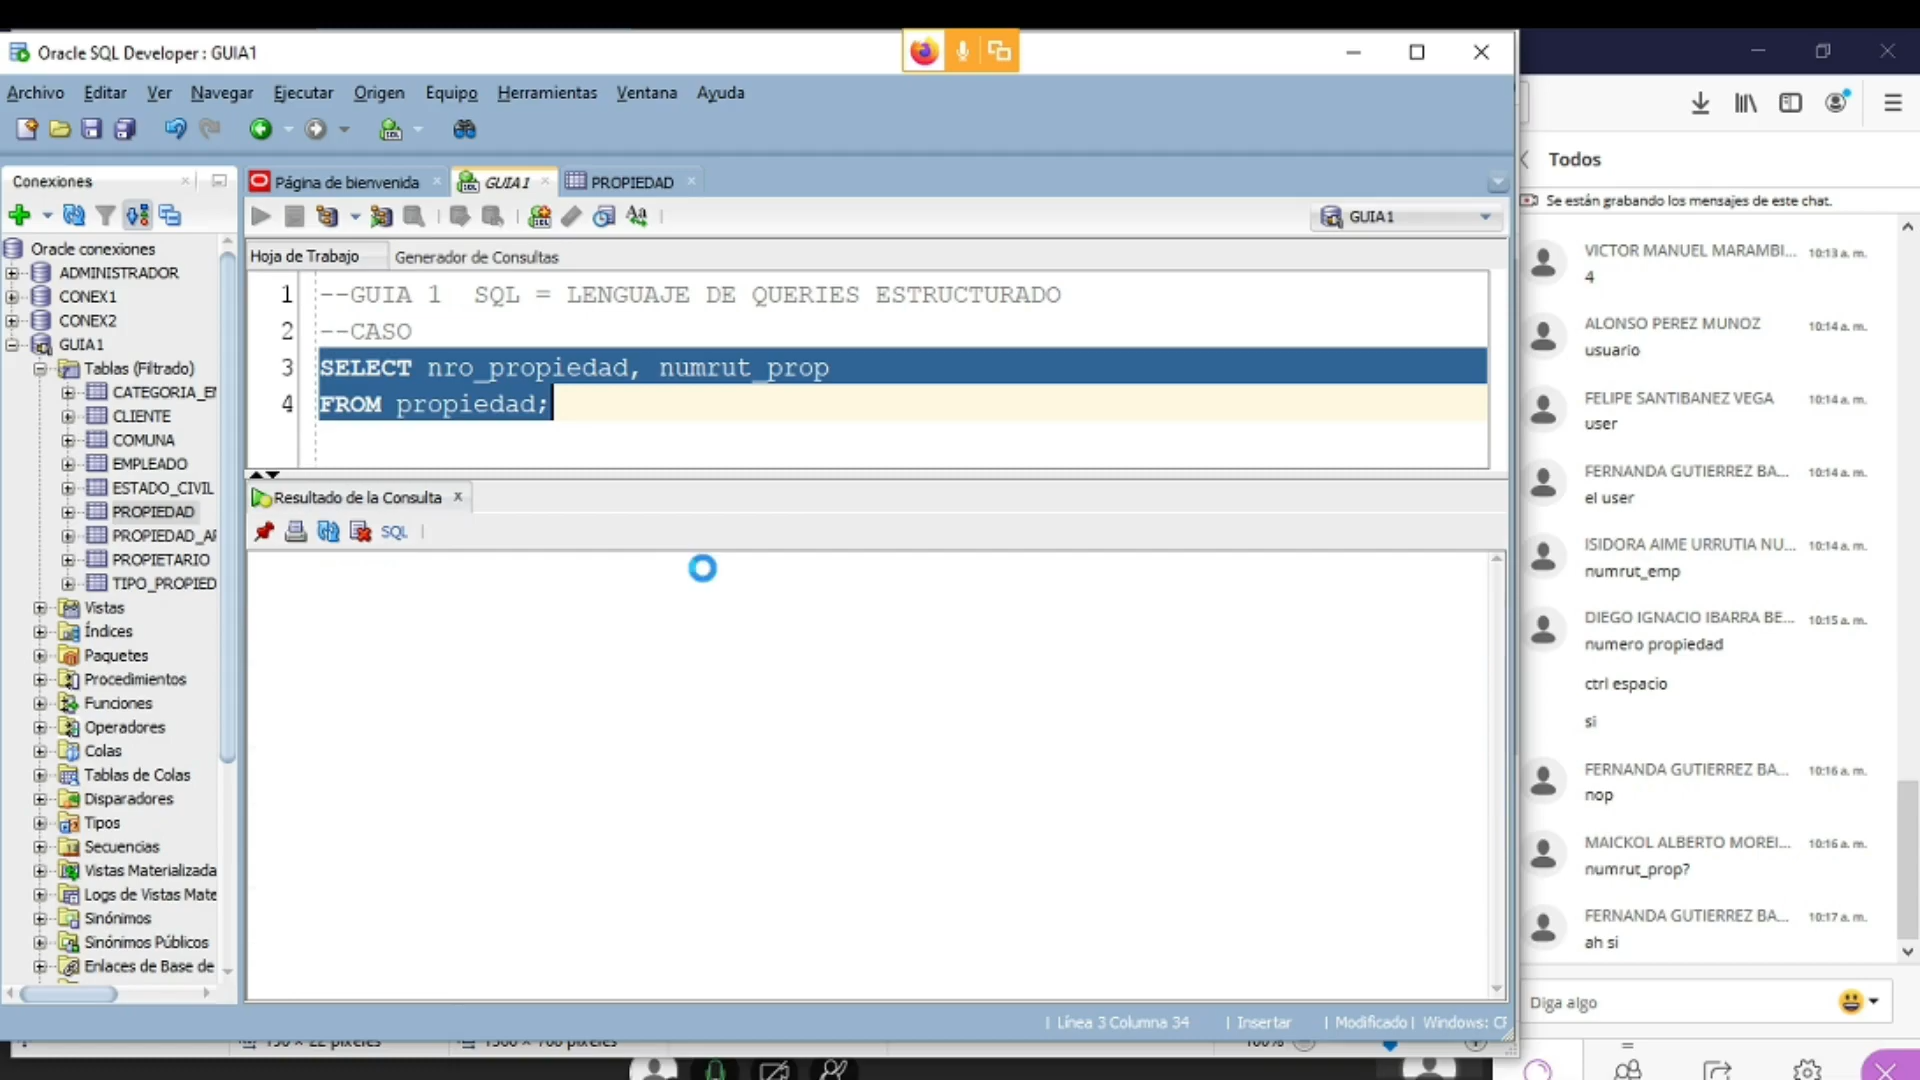 Oracle SQL Developer : GUIA1
Archivo Editar Ver Navegar Ejecutar Origen Equipo Herramientas Ventana Ayuda
Conexiones
Página de bienvenida
GUIA1
PROPIEDAD
GUIA1
Hoja de Trabajo
Generador de Consultas
1 --GUIA 1 SQL = LENGUAJE DE QUERIES ESTRUCTURADO
2 --CASO
3 SELECT nro_propiedad, numrut_prop
4 FROM propiedad;
Resultado de la Consulta
SQL
Oracle conexiones
ADMINISTRADOR
CONEX1
CONEX2
GUIA1
Tablas (Filtrado)
CATEGORIA_EM
CLIENTE
COMUNA
EMPLEADO
ESTADO_CIVIL
PROPIEDAD
PROPIEDAD_AR
PROPIETARIO
TIPO_PROPIED
Vistas
Índices
Paquetes
Procedimientos
Funciones
Operadores
Colas
Tablas de Colas
Disparadores
Tipos
Secuencias
Vistas Materializada
Logs de Vistas Mate
Sinónimos
Sinónimos Públicos
Enlaces de Base de
Línea 3 Columna 34
Insertar
Modificado
Windows: CR
Todos
Se están grabando los mensajes de este chat.
VICTOR MANUEL MARAMBI... 10:13 a. m.
4
ALONSO PEREZ MUNOZ 10:14 a. m.
usuario
FELIPE SANTIBANEZ VEGA 10:14 a. m.
user
FERNANDA GUTIERREZ BA... 10:14 a. m.
el user
ISIDORA AIME URRUTIA NU... 10:14 a. m.
numrut_emp
DIEGO IGNACIO IBARRA BE... 10:15 a. m.
numero propiedad
ctrl espacio
si
FERNANDA GUTIERREZ BA... 10:16 a. m.
nop
MAICKOL ALBERTO MOREI... 10:16 a. m.
numrut_prop?
FERNANDA GUTIERREZ BA... 10:17 a. m.
ah si
Diga algo